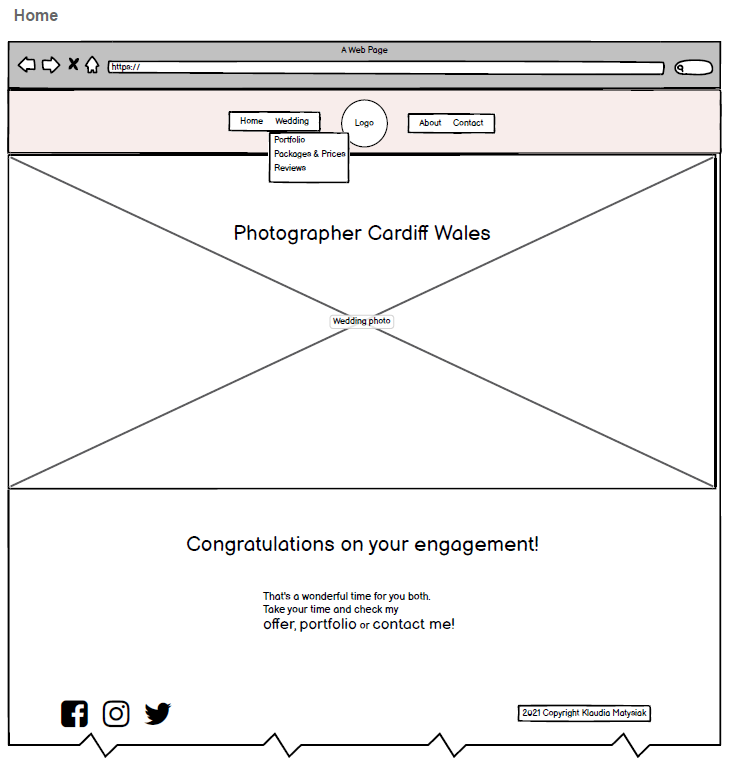 Home
A Web Page
https://
Home Wedding Logo About Contact
Portfolio
Packages & Prices
Reviews
Photographer Cardiff Wales
Wedding photo
Congratulations on your engagement!
That's a wonderful time for you both.
Take your time and check my
offer, portfolio or contact me!
2021 Copyright Klaudia Matysiak